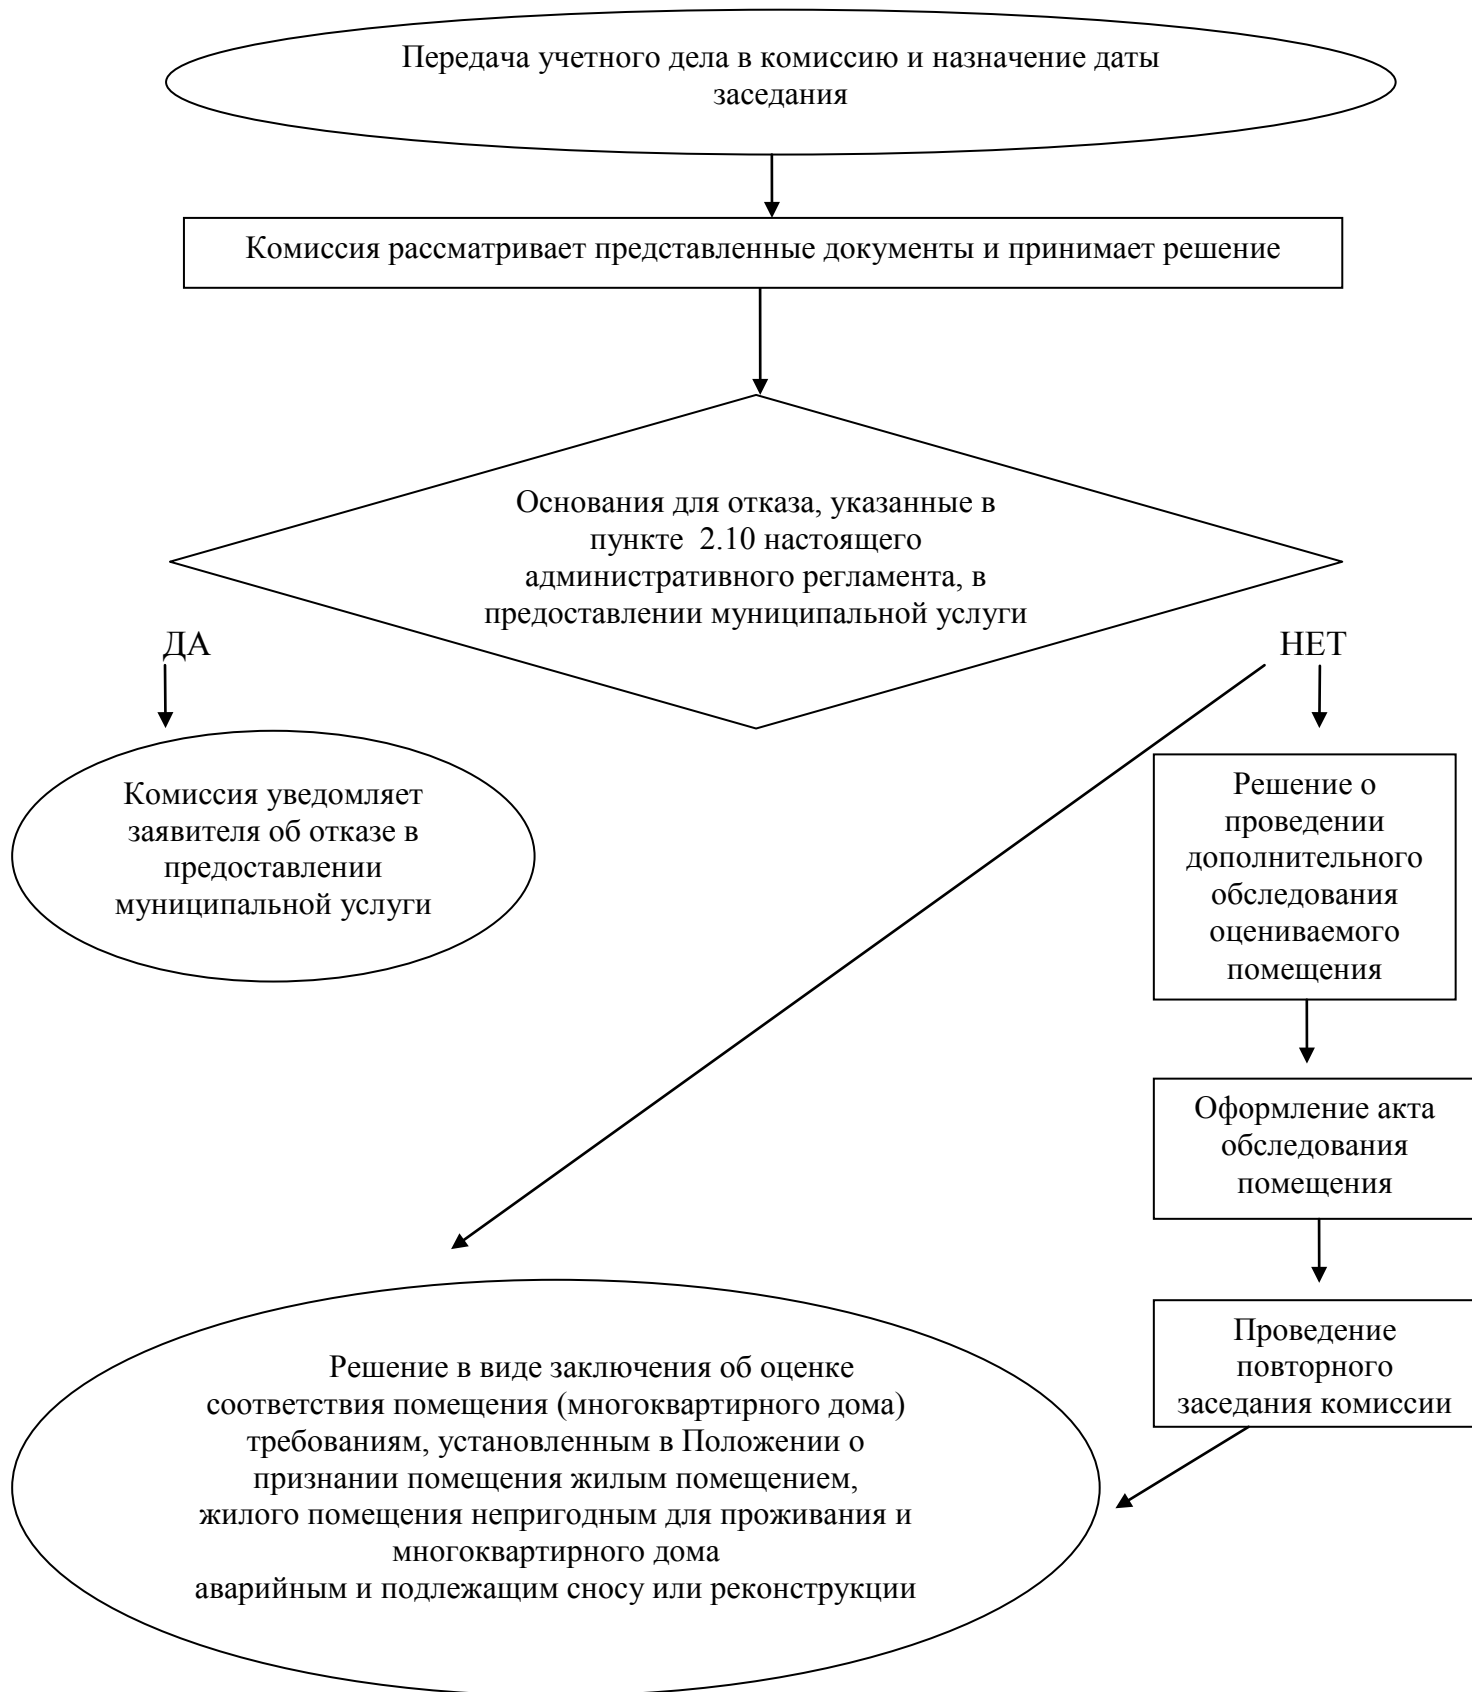 Передача учетного дела в комиссию и назначение даты
заседания
Комиссия рассматривает представленные документы и принимает решение
Основания для отказа, указанные в
пункте  2.10 настоящего
административного регламента, в
предоставлении муниципальной услуги
ДА
НЕТ
Комиссия уведомляет
заявителя об отказе в
предоставлении
муниципальной услуги
Решение о
проведении
дополнительного
обследования
оцениваемого
помещения
Оформление акта
обследования
помещения
Проведение
повторного
заседания комиссии
Решение в виде заключения об оценке
соответствия помещения (многоквартирного дома)
требованиям, установленным в Положении о
признании помещения жилым помещением,
жилого помещения непригодным для проживания и
многоквартирного дома
аварийным и подлежащим сносу или реконструкции